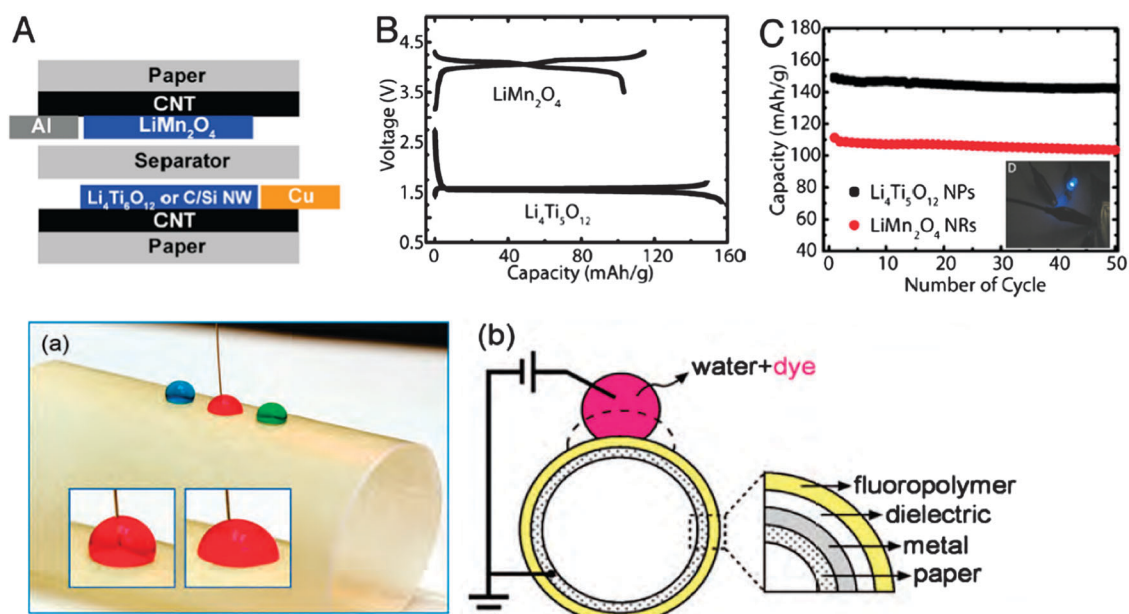 A
Paper
CNT
Al
LiMn₂O₄
Separator
Li₄Ti₆O₁₂ or C/Si NW
Cu
CNT
Paper
B
Voltage (V)
4.5
3.5
2.5
1.5
0.5
LiMn₂O₄
Li₄Ti₅O₁₂
0 40 80 120 160
Capacity (mAh/g)
C
Capacity (mAh/g)
180
160
140
120
100
80
60
40
D
Li₄Ti₅O₁₂ NPs
LiMn₂O₄ NRs
0 10 20 30 40 50
Number of Cycle
(a)
(b)
water+dye
fluoropolymer
dielectric
metal
paper